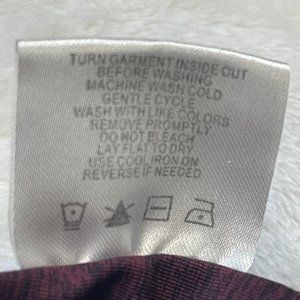 TURN GARMENT INSIDE OUT
BEFORE WASHING
MACHINE WASH COLD
GENTLE CYCLE
WASH WITH LIKE COLORS
REMOVE PROMPTLY
DO NOT BLEACH
LAY FLAT TO DRY
USE COOL IRON ON
REVERSE IF NEEDED